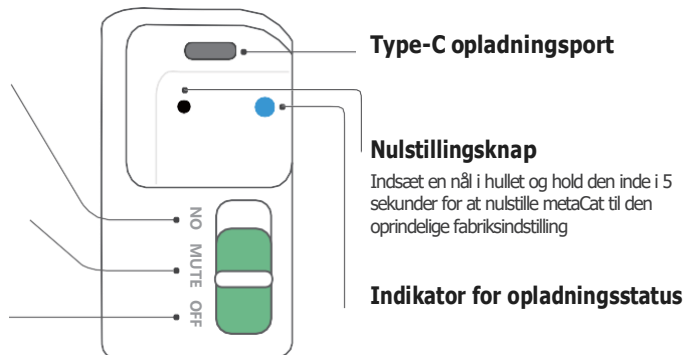 Type-C opladningsport
Nulstillingsknap
Indsæt en nål i hullet og hold den inde i 5
sekunder for at nulstille metaCat til den
oprindelige fabriksindstilling
NO
MUTE
OFF
Indikator for opladningsstatus